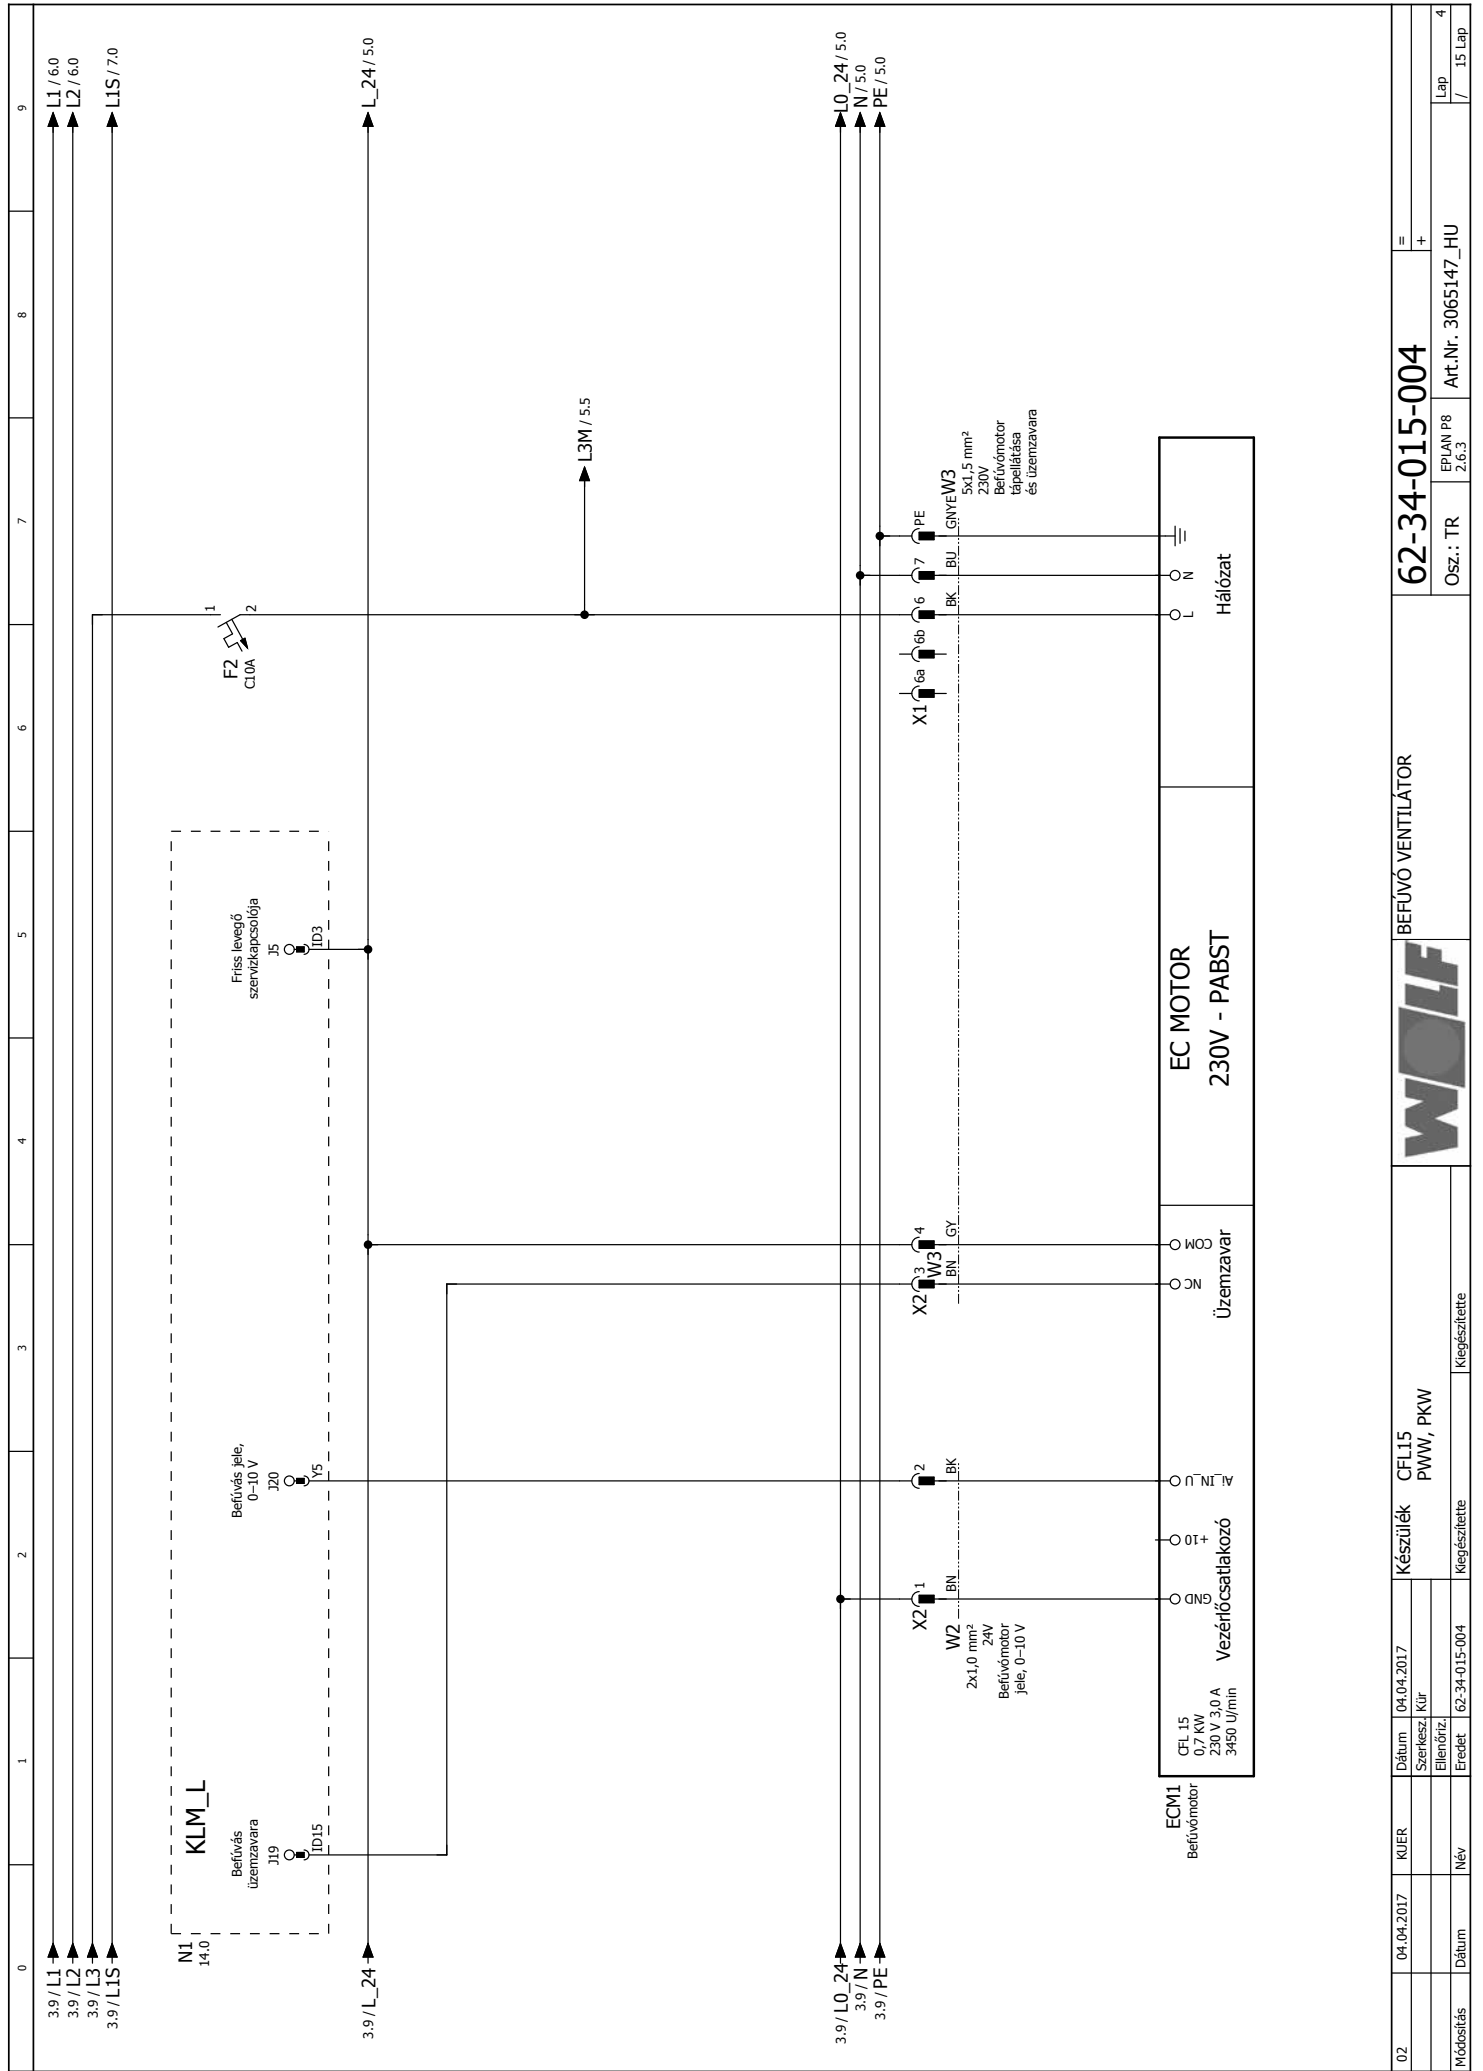 0 1 2 3 4 5 6 7 8 9
3.9 / L1
L1 / 6.0
3.9 / L2
L2 / 6.0
3.9 / L3
3.9 / L1S
L1S / 7.0
N1
14.0
KLM_L
Befúvás
üzemzavara
J19
ID15
Befúvás jele,
0–10 V
J20
Y5
Friss levegő
szervizkapcsolója
J5
ID3
F2
C10A
1
2
3.9 / L_24
L_24 / 5.0
L3M / 5.5
3.9 / L0_24
L0_24 / 5.0
3.9 / N
N / 5.0
3.9 / PE
PE / 5.0
X2 1
2
X2 3
4
X1 6a 6b 6 7 PE
W2 BN BK
2x1,0 mm²
24V
Befúvómotor
jele, 0–10 V
W3
BN GY
BK BU GNYE W3
5x1,5 mm²
230V
Befúvómotor
tápellátása
és üzemzavara
ECM1
Befúvómotor
CFL 15
0,7 KW
230 V 3,0 A
3450 U/min
GND +10 Ai_IN_U
Vezérlőcsatlakozó
NC COM
Üzemzavar
EC MOTOR
230V - PABST
L N
Hálózat
02
04.04.2017
KUER
Módosítás
Dátum
Név
Dátum 04.04.2017
Szerkesz. Kür
Ellenőriz.
Eredet 62-34-015-004
Készülék CFL15
PWW, PKW
Kiegészítette
Kiegészítette
WOLF
BEFÚVÓ VENTILÁTOR
62-34-015-004
Osz.: TR
EPLAN P8
2.6.3
Art.Nr. 3065147_HU
=
+
Lap 4
/ 15 Lap